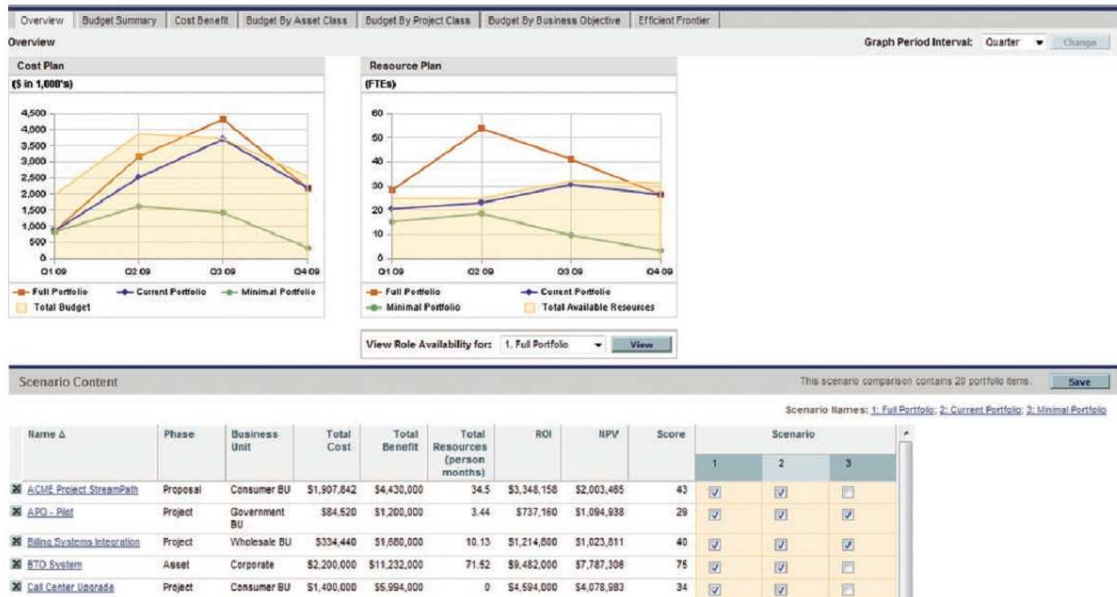 Overview Budget Summary Cost Benefit Budget By Asset Class Budget By Project Class Budget By Business Objective Efficient Frontier
Overview Graph Period Interval: Quarter Change
Cost Plan
($ in 1,000's)
4,500
4,000
3,500
3,000
2,500
2,000
1,500
1,000
500
0
Q1 09 Q2 09 Q3 09 Q4 09
Full Portfolio Current Portfolio Minimal Portfolio
Total Budget
Resource Plan
(FTEs)
60
50
40
30
20
10
0
Q1 09 Q2 09 Q3 09 Q4 09
Full Portfolio Current Portfolio
Minimal Portfolio Total Available Resources
View Role Availability for: 1. Full Portfolio View
Scenario Content This scenario comparison contains 20 portfolio items. Save
Scenario Names: 1: Full Portfolio; 2: Current Portfolio; 3: Minimal Portfolio
Name Δ Phase Business Unit Total Cost Total Benefit Total Resources (person months) ROI NPV Score Scenario
1 2 3
ACME Project StreamPath Proposal Consumer BU $1,907,842 $4,430,000 34.5 $3,348,158 $2,003,465 43
APQ - Pilot Project Government BU $84,520 $1,200,000 3.44 $737,160 $1,094,938 29
Billing Systems Integration Project Wholesale BU $334,440 $1,680,000 10.13 $1,214,800 $1,023,811 40
BTO System Asset Corporate $2,200,000 $11,232,000 71.52 $9,482,000 $7,787,306 75
Call Center Upgrade Project Consumer BU $1,400,000 $5,994,000 0 $4,594,000 $4,078,983 34